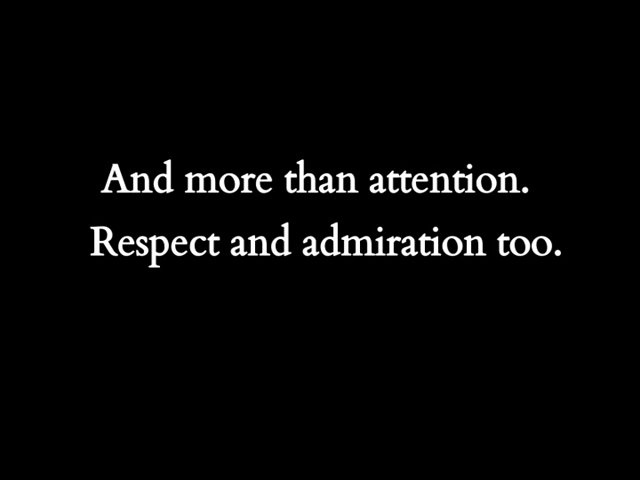 And more than attention.
Respect and admiration too.